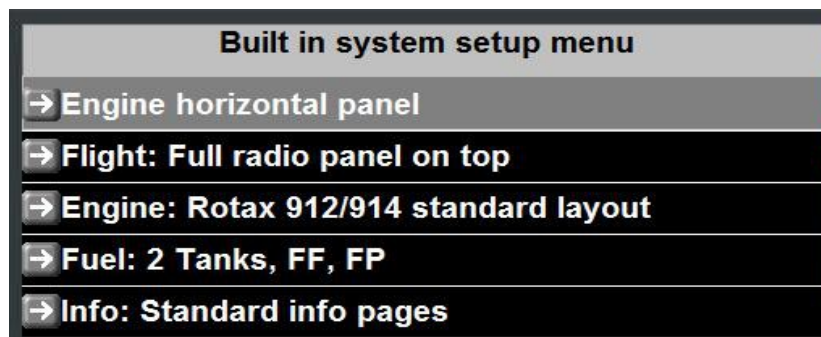 Built in system setup menu
Engine horizontal panel
Flight: Full radio panel on top
Engine: Rotax 912/914 standard layout
Fuel: 2 Tanks, FF, FP
Info: Standard info pages